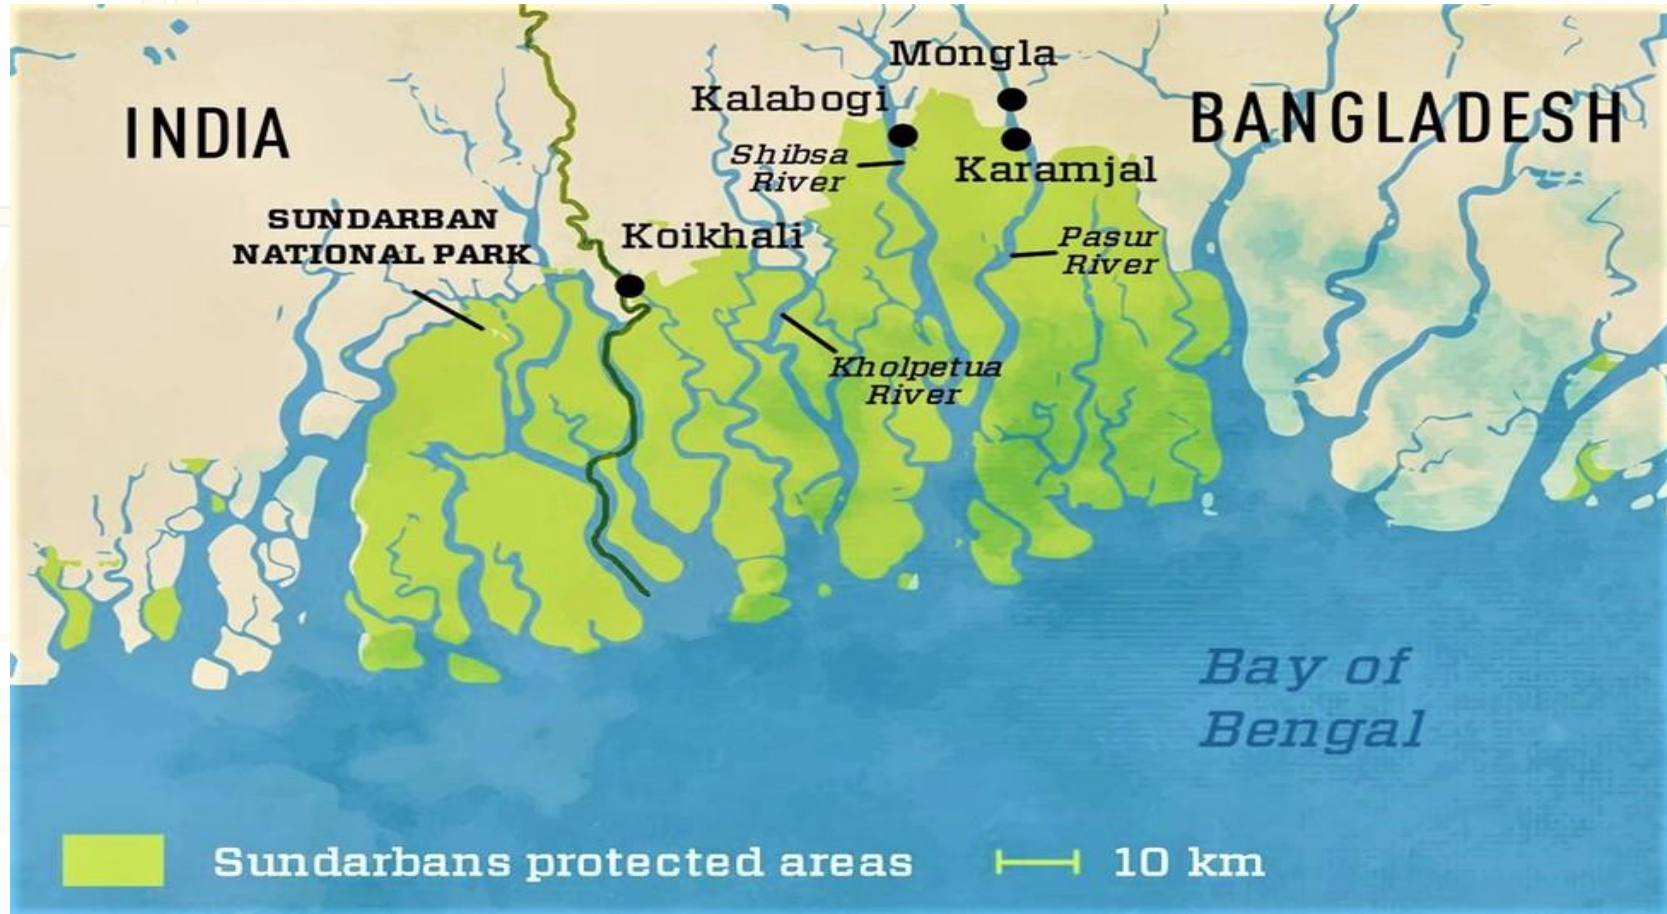 Mongla
Kalabogi
INDIA
BANGLADESH
Shibsa
River
Karamjal
SUNDARBAN
NATIONAL PARK
Koikhali
Pasur
River
Kholpetua
River
Bay of
Bengal
Sundarbans protected areas
10 km